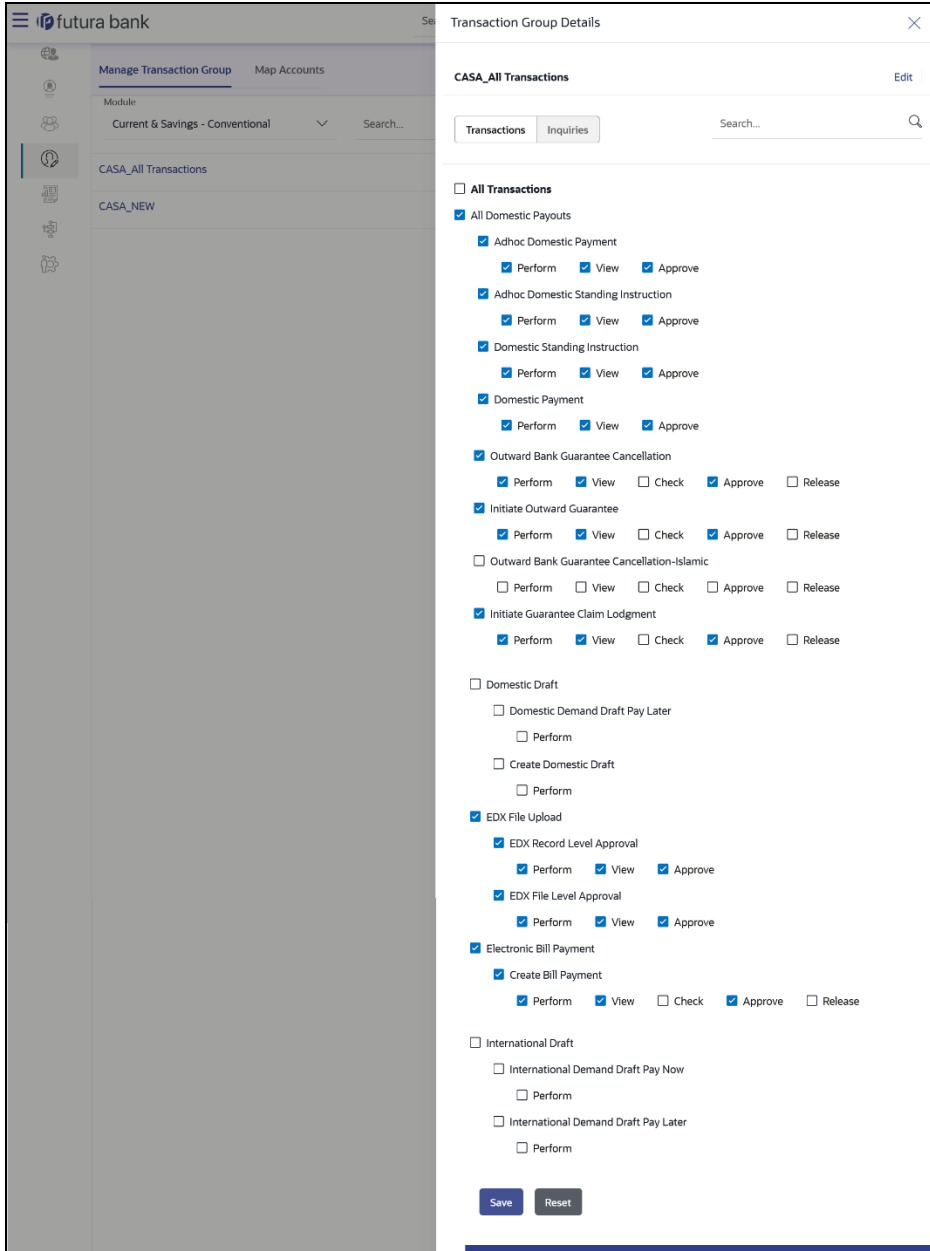 futura bank
Sea
Transaction Group Details
Manage Transaction Group Map Accounts
CASA_All Transactions Edit
Module
Current & Savings - Conventional Search...
Transactions Inquiries Search...
CASA_All Transactions
CASA_NEW
All Transactions
All Domestic Payouts
Adhoc Domestic Payment
Perform View Approve
Adhoc Domestic Standing Instruction
Perform View Approve
Domestic Standing Instruction
Perform View Approve
Domestic Payment
Perform View Approve
Outward Bank Guarantee Cancellation
Perform View Check Approve Release
Initiate Outward Guarantee
Perform View Check Approve Release
Outward Bank Guarantee Cancellation-Islamic
Perform View Check Approve Release
Initiate Guarantee Claim Lodgment
Perform View Check Approve Release
Domestic Draft
Domestic Demand Draft Pay Later
Perform
Create Domestic Draft
Perform
EDX File Upload
EDX Record Level Approval
Perform View Approve
EDX File Level Approval
Perform View Approve
Electronic Bill Payment
Create Bill Payment
Perform View Check Approve Release
International Draft
International Demand Draft Pay Now
Perform
International Demand Draft Pay Later
Perform
Save Reset